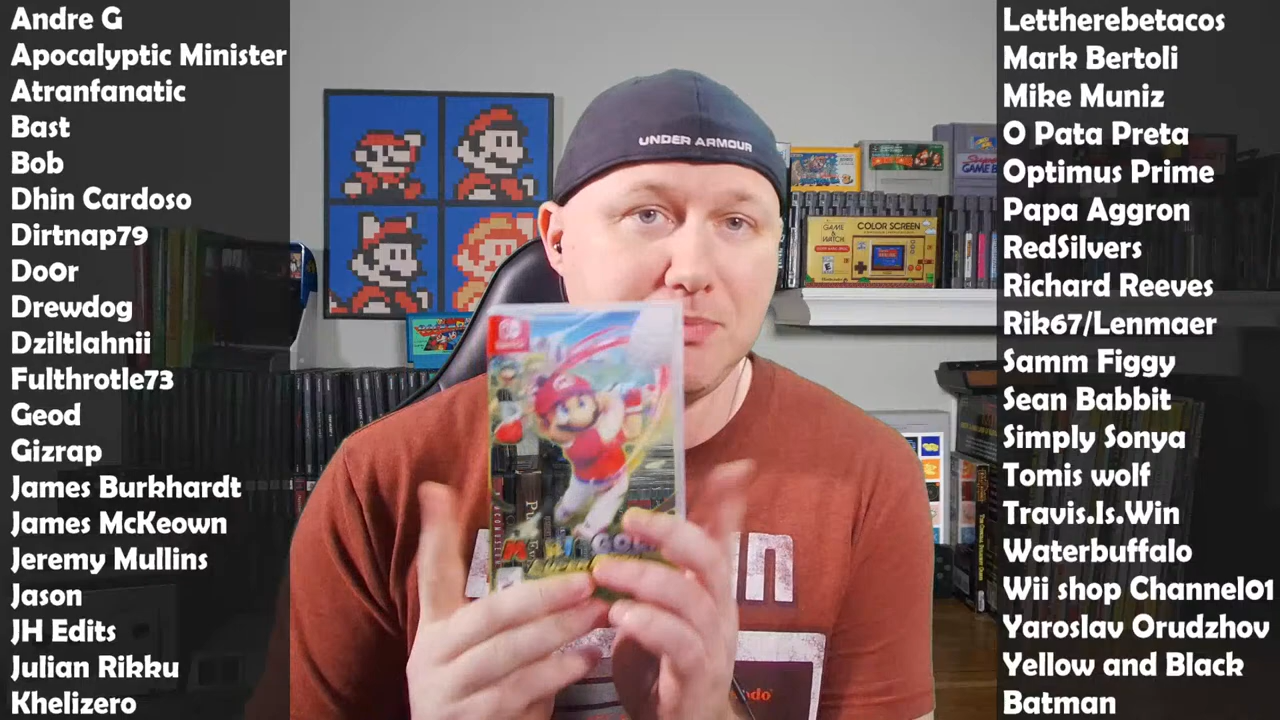 Andre G
Apocalyptic Minister
Atranfanatic
Bast
Bob
Dhin Cardoso
Dirtnap79
Do0r
Drewdog
Dziltlahnii
Fulthrotle73
Geod
Gizrap
James Burkhardt
James McKeown
Jeremy Mullins
Jason
JH Edits
Julian Rikku
Khelizero
UNDER ARMOUR
GAME & WATCH
COLOR SCREEN
GOLF
Lettherebetacos
Mark Bertoli
Mike Muniz
O Pata Preta
Optimus Prime
Papa Aggron
RedSilvers
Richard Reeves
Rik67/Lenmaer
Samm Figgy
Sean Babbit
Simply Sonya
Tomis wolf
Travis.Is.Win
Waterbuffalo
Wii shop Channel01
Yaroslav Orudzhov
Yellow and Black
Batman